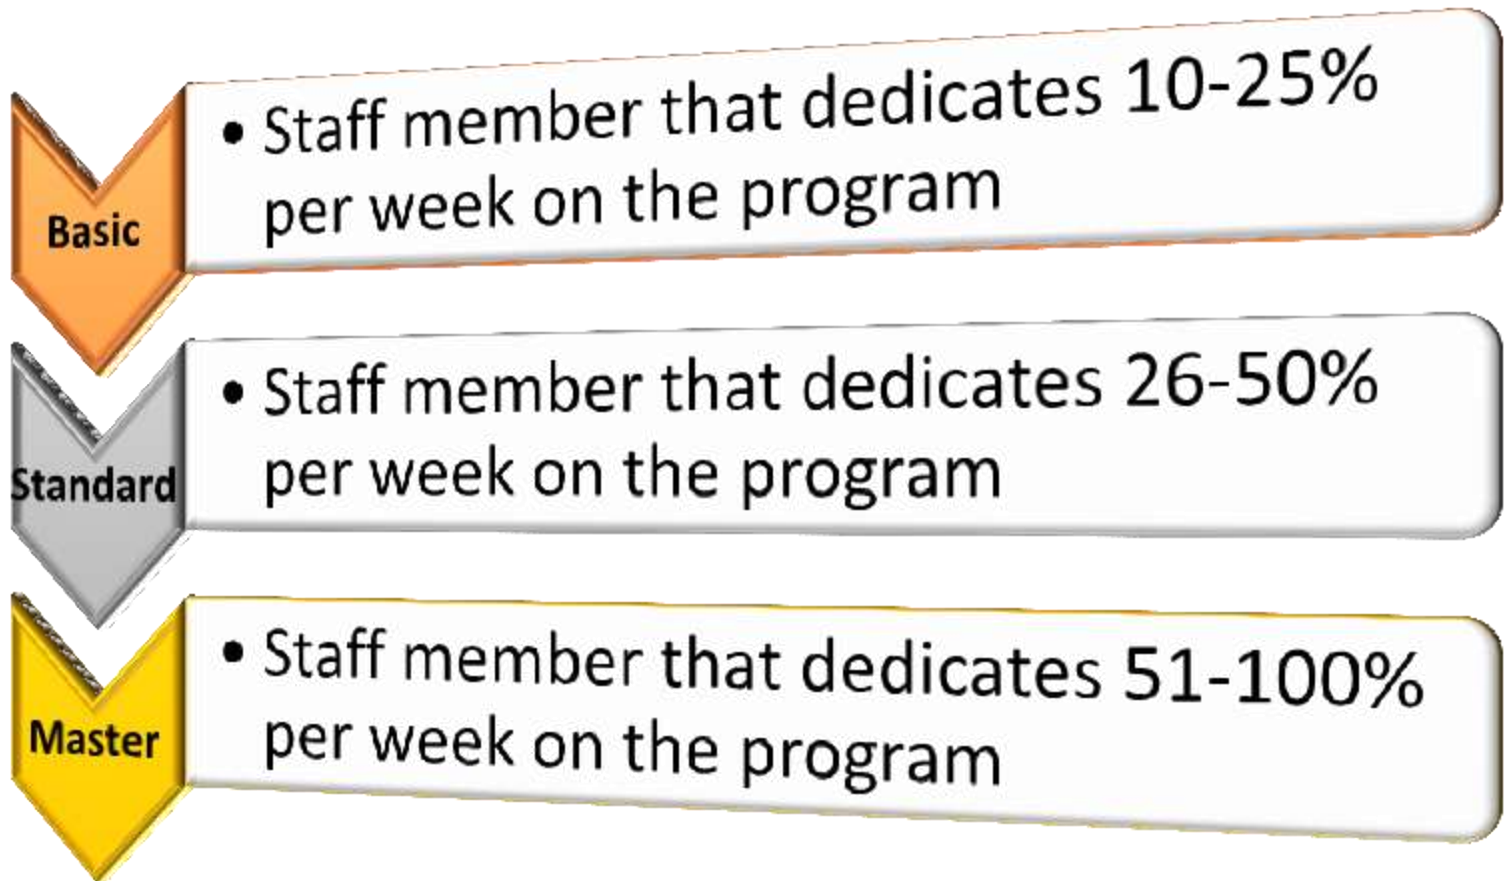 Basic
• Staff member that dedicates 10-25%
per week on the program
Standard
• Staff member that dedicates 26-50%
per week on the program
Master
• Staff member that dedicates 51-100%
per week on the program